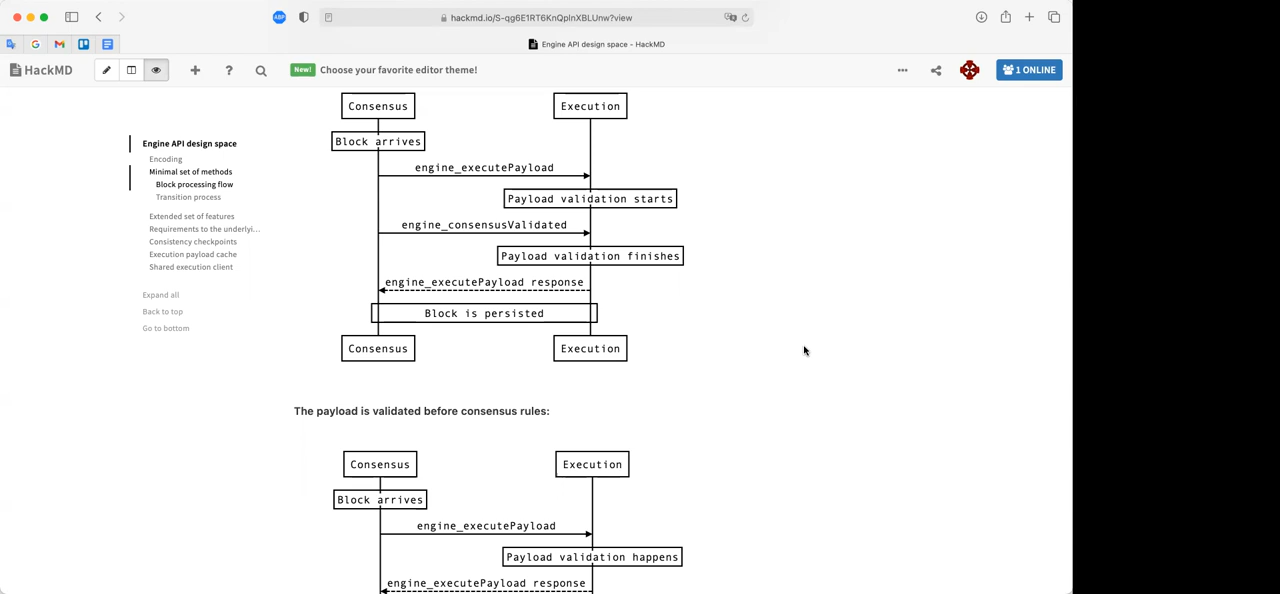 hackmd.io/S-qg6E1RT6KnQpInXBLUnw?view
Engine API design space - HackMD
HackMD
New!
Choose your favorite editor theme!
1 ONLINE
Engine API design space
Encoding
Minimal set of methods
Block processing flow
Transition process
Extended set of features
Requirements to the underlyi...
Consistency checkpoints
Execution payload cache
Shared execution client
Expand all
Back to top
Go to bottom
Consensus
Execution
Block arrives
engine_executePayload
Payload validation starts
engine_consensusValidated
Payload validation finishes
engine_executePayload response
Block is persisted
Consensus
Execution
The payload is validated before consensus rules:
Consensus
Execution
Block arrives
engine_executePayload
Payload validation happens
engine_executePayload response